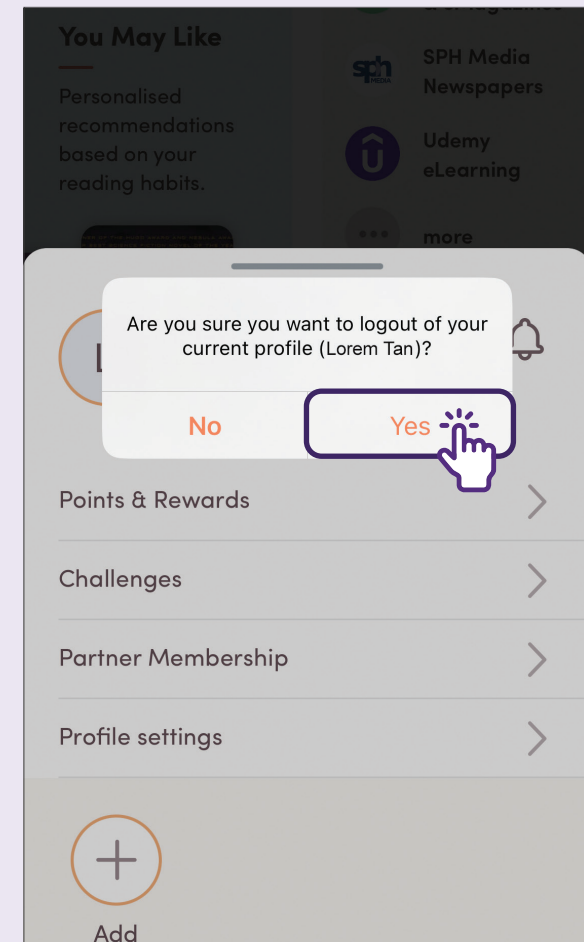 You May Like
Personalised
recommendations
based on your
reading habits.
sph
MEDIA
SPH Media
Newspapers
Udemy
eLearning
more
Are you sure you want to logout of your
current profile (Lorem Tan)?
No
Yes
Points & Rewards
Challenges
Partner Membership
Profile settings
Add